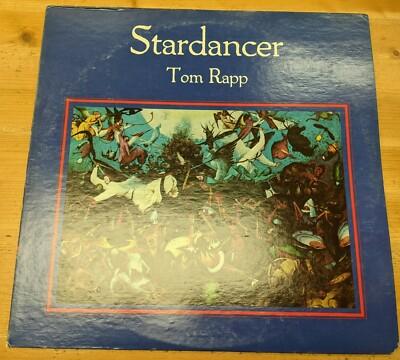 Stardancer
Tom Rapp